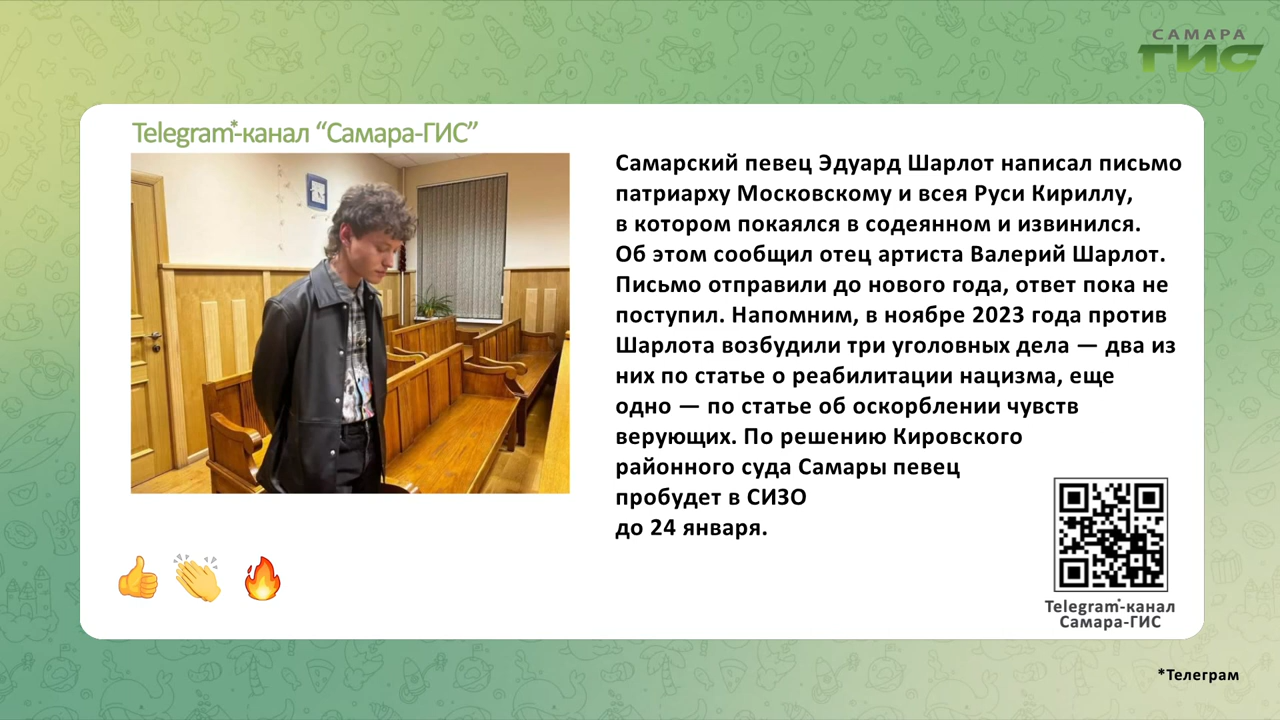 САМАРА
ГИС
Telegram*-канал “Самара-ГИС”
Самарский певец Эдуард Шарлот написал письмо
патриарху Московскому и всея Руси Кириллу,
в котором покаялся в содеянном и извинился.
Об этом сообщил отец артиста Валерий Шарлот.
Письмо отправили до нового года, ответ пока не
поступил. Напомним, в ноябре 2023 года против
Шарлота возбудили три уголовных дела — два из
них по статье о реабилитации нацизма, еще
одно — по статье об оскорблении чувств
верующих. По решению Кировского
районного суда Самары певец
пробудет в СИЗО
до 24 января.
Telegram*-канал
Самара-ГИС
*Телеграм